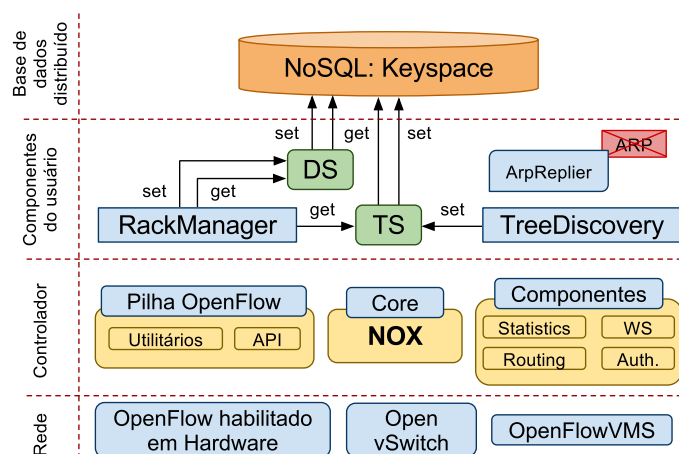 Base de
dados
distribuído
NoSQL: Keyspace
set
get
get
set
Componentes
do usuário
DS
ARP
ArpReplier
set
get
RackManager
get
TS
set
TreeDiscovery
Controlador
Pilha OpenFlow
Utilitários
API
Core
NOX
Componentes
Statistics
WS
Routing
Auth.
Rede
OpenFlow habilitado
em Hardware
Open
vSwitch
OpenFlowVMS